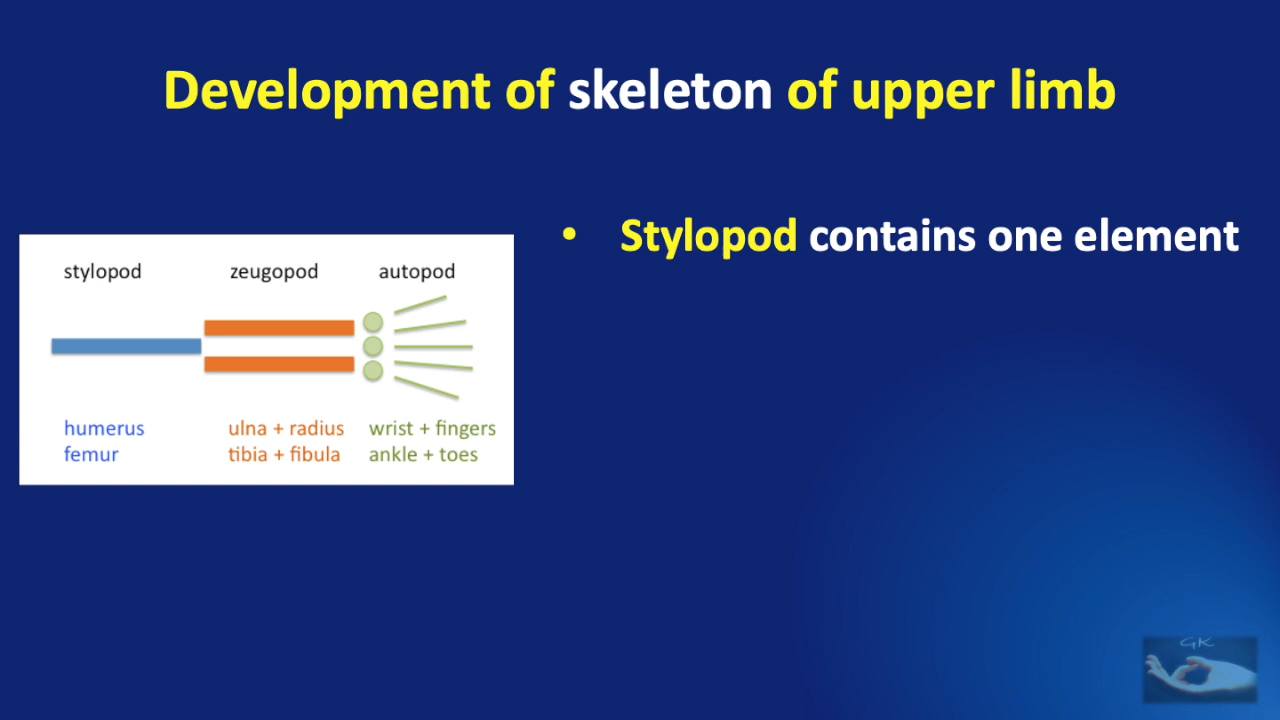 Development of skeleton of upper limb
• Stylopod contains one element
stylopod zeugopod autopod
humerus ulna + radius wrist + fingers
femur tibia + fibula ankle + toes
GK